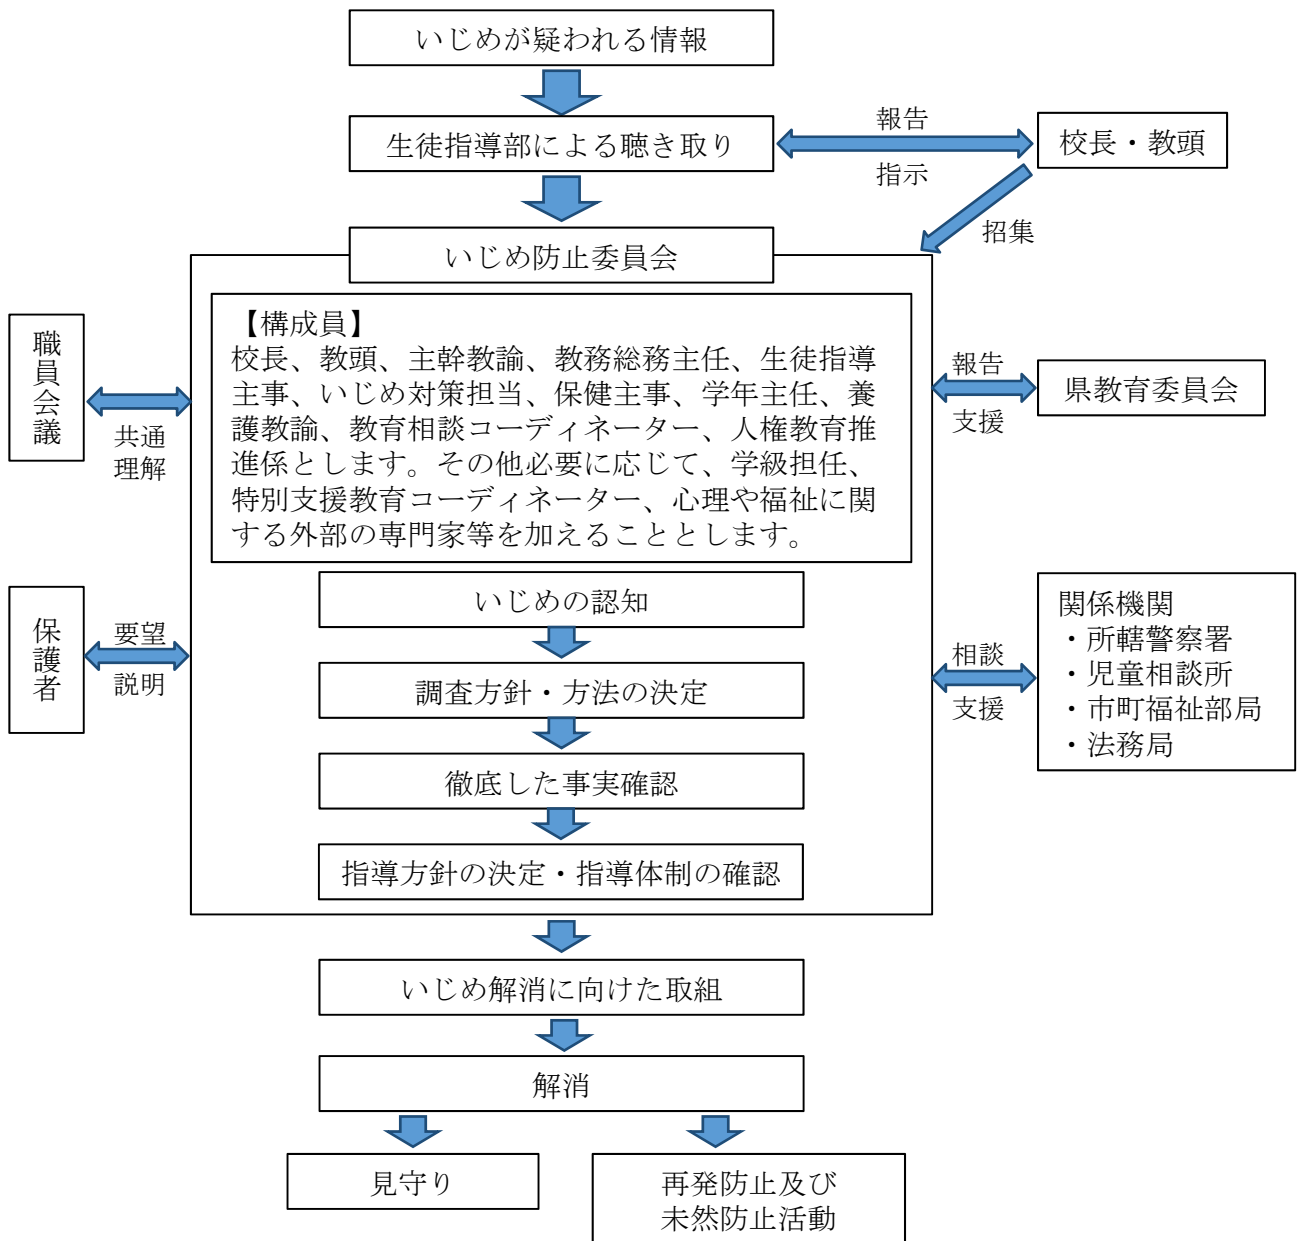 いじめが疑われる情報
生徒指導部による聴き取り
報告
指示
校長・教頭
招集
いじめ防止委員会
【構成員】
校長、教頭、主幹教諭、教務総務主任、生徒指導
主事、いじめ対策担当、保健主事、学年主任、養
護教諭、教育相談コーディネーター、人権教育推
進係とします。その他必要に応じて、学級担任、
特別支援教育コーディネーター、心理や福祉に関
する外部の専門家等を加えることとします。
職員会議
共通
理解
報告
支援
県教育委員会
いじめの認知
調査方針・方法の決定
徹底した事実確認
指導方針の決定・指導体制の確認
保護者
要望
説明
相談
支援
関係機関
・所轄警察署
・児童相談所
・市町福祉部局
・法務局
いじめ解消に向けた取組
解消
見守り
再発防止及び
未然防止活動